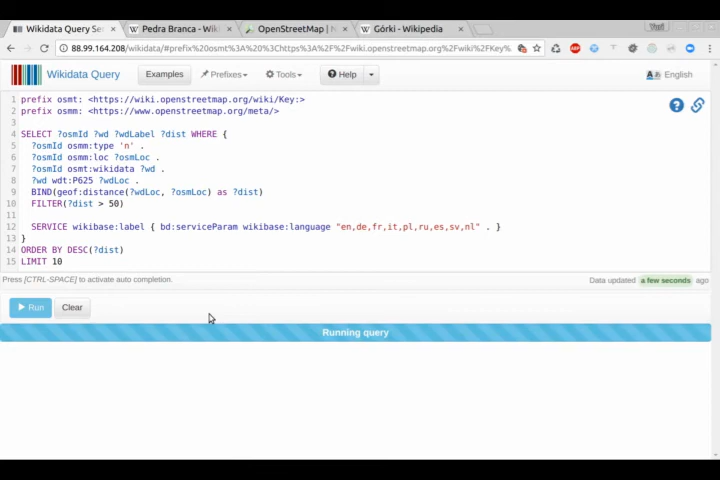 Wikidata Query Se
Pedra Branca - Wiki
OpenStreetMap | N
Górki - Wikipedia
Yuri
88.99.164.208/wikidata/#prefix%20osmt%3A%20%3Chttps%3A%2F%2Fwiki.openstreetmap.org%2Fwiki%2FKey%
Wikidata Query
Examples
Prefixes
Tools
Help
English
1 prefix osmt: <https://wiki.openstreetmap.org/wiki/Key:>
2 prefix osmm: <https://www.openstreetmap.org/meta/>
3
4 SELECT ?osmId ?wd ?wdLabel ?dist WHERE {
5 ?osmId osmm:type 'n' .
6 ?osmId osmm:loc ?osmLoc .
7 ?osmId osmt:wikidata ?wd .
8 ?wd wdt:P625 ?wdLoc .
9 BIND(geof:distance(?wdLoc, ?osmLoc) as ?dist)
10 FILTER(?dist > 50)
11
12 SERVICE wikibase:label { bd:serviceParam wikibase:language "en,de,fr,it,pl,ru,es,sv,nl" . }
13 }
14 ORDER BY DESC(?dist)
15 LIMIT 10
Press [CTRL-SPACE] to activate auto completion.
Data updated a few seconds ago
Run
Clear
Running query